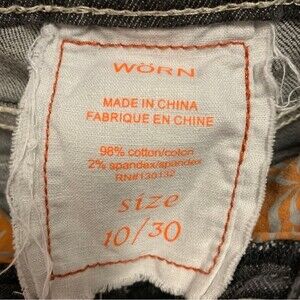 WÖRN
MADE IN CHINA
FABRIQUE EN CHINE
98% cotton/coton
2% spandex/spandex
RN#130132
size
10/30